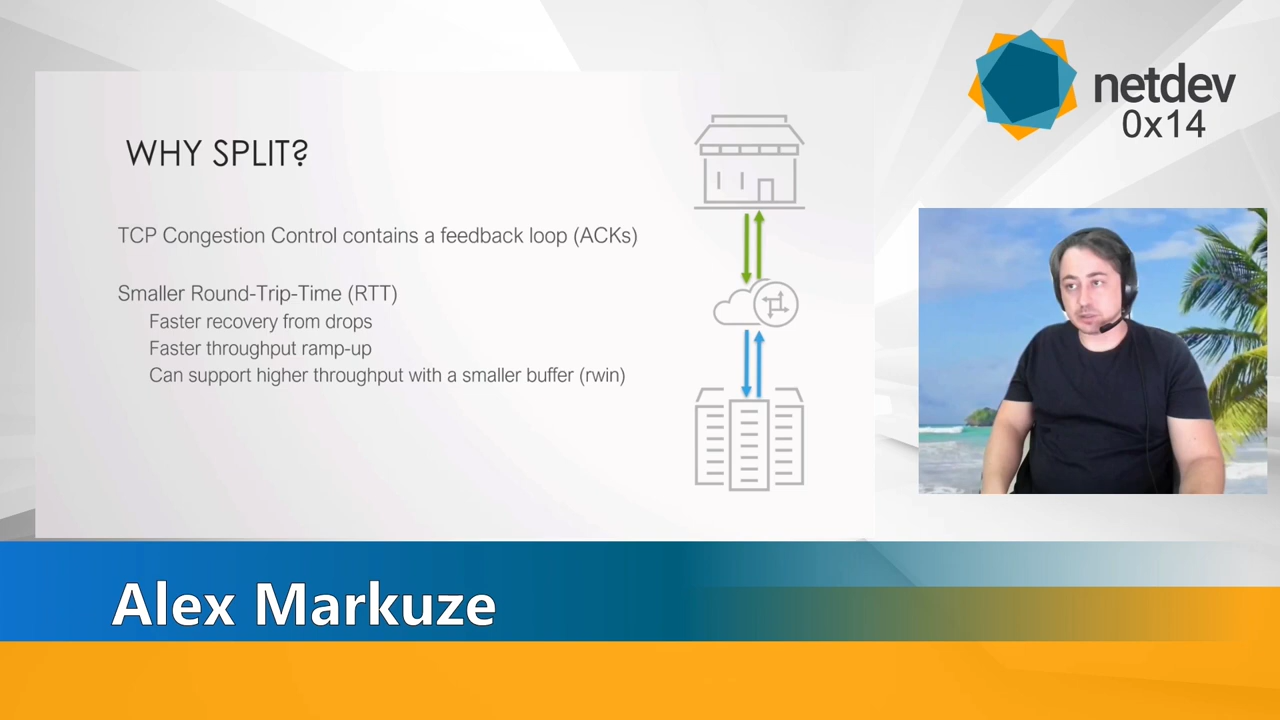 WHY SPLIT?
TCP Congestion Control contains a feedback loop (ACKs)
Smaller Round-Trip-Time (RTT)
Faster recovery from drops
Faster throughput ramp-up
Can support higher throughput with a smaller buffer (rwin)
netdev
0x14
Alex Markuze